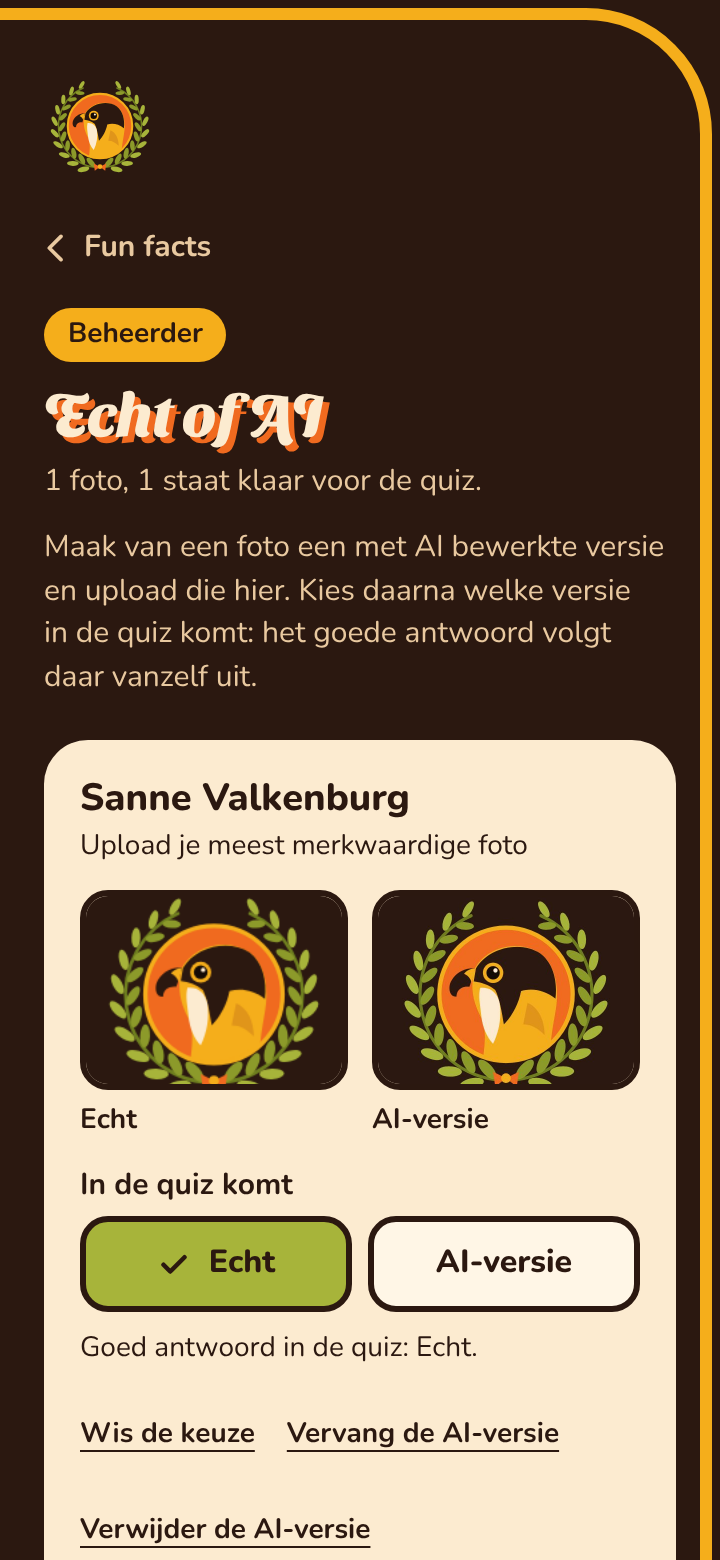 Fun facts
Beheerder
Echt of AI
1 foto, 1 staat klaar voor de quiz.
Maak van een foto een met AI bewerkte versie
en upload die hier. Kies daarna welke versie
in de quiz komt: het goede antwoord volgt
daar vanzelf uit.
Sanne Valkenburg
Upload je meest merkwaardige foto
Echt
AI-versie
In de quiz komt
Echt
AI-versie
Goed antwoord in de quiz: Echt.
Wis de keuze
Vervang de AI-versie
Verwijder de AI-versie